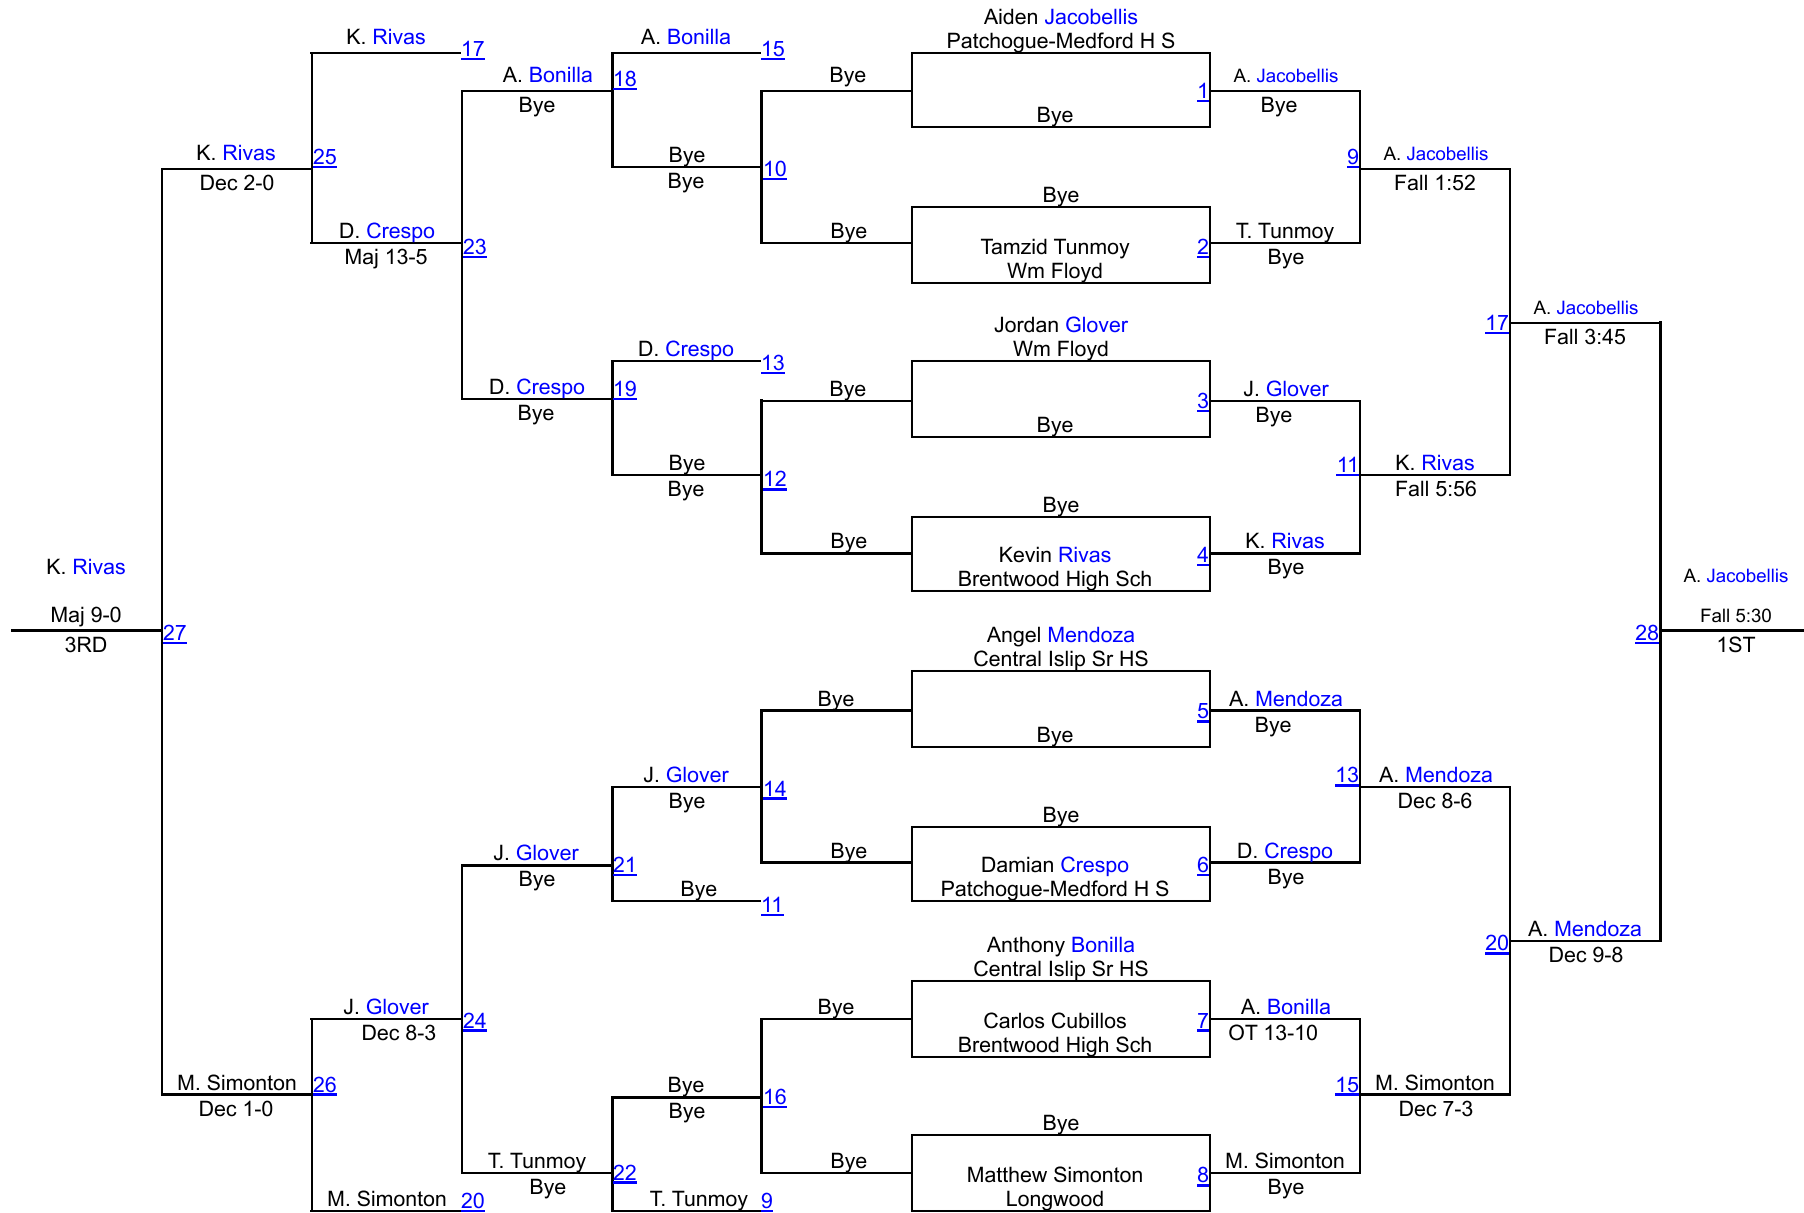 Aiden Jacobellis
Patchogue-Medford H S
K. Rivas
17
A. Bonilla
15
A. Bonilla
18
Bye
Bye
1
A. Jacobellis
Bye
Bye
Bye
K. Rivas
25
Dec 2-0
Bye
10
Bye
9
A. Jacobellis
Fall 1:52
Bye
D. Crespo
Maj 13-5
23
Bye
Tamzid Tunmoy
Wm Floyd
2
T. Tunmoy
Bye
17
A. Jacobellis
Fall 3:45
Jordan Glover
Wm Floyd
D. Crespo
13
D. Crespo
19
Bye
Bye
3
J. Glover
Bye
Bye
Bye
12
Bye
11
K. Rivas
Fall 5:56
Bye
Bye
Kevin Rivas
Brentwood High Sch
4
K. Rivas
Bye
K. Rivas
Maj 9-0
3RD
27
A. Jacobellis
Fall 5:30
1ST
28
Angel Mendoza
Central Islip Sr HS
Bye
5
A. Mendoza
Bye
Bye
J. Glover
Bye
14
13
A. Mendoza
Dec 8-6
Bye
J. Glover
Bye
21
Bye
Damian Crespo
Patchogue-Medford H S
6
D. Crespo
Bye
Bye
11
20
A. Mendoza
Dec 9-8
Anthony Bonilla
Central Islip Sr HS
J. Glover
Dec 8-3
24
Bye
Carlos Cubillos
Brentwood High Sch
7
A. Bonilla
OT 13-10
M. Simonton
Dec 1-0
26
Bye
Bye
16
15
M. Simonton
Dec 7-3
Bye
T. Tunmoy
Bye
22
Bye
Matthew Simonton
Longwood
8
M. Simonton
Bye
M. Simonton
20
T. Tunmoy
9